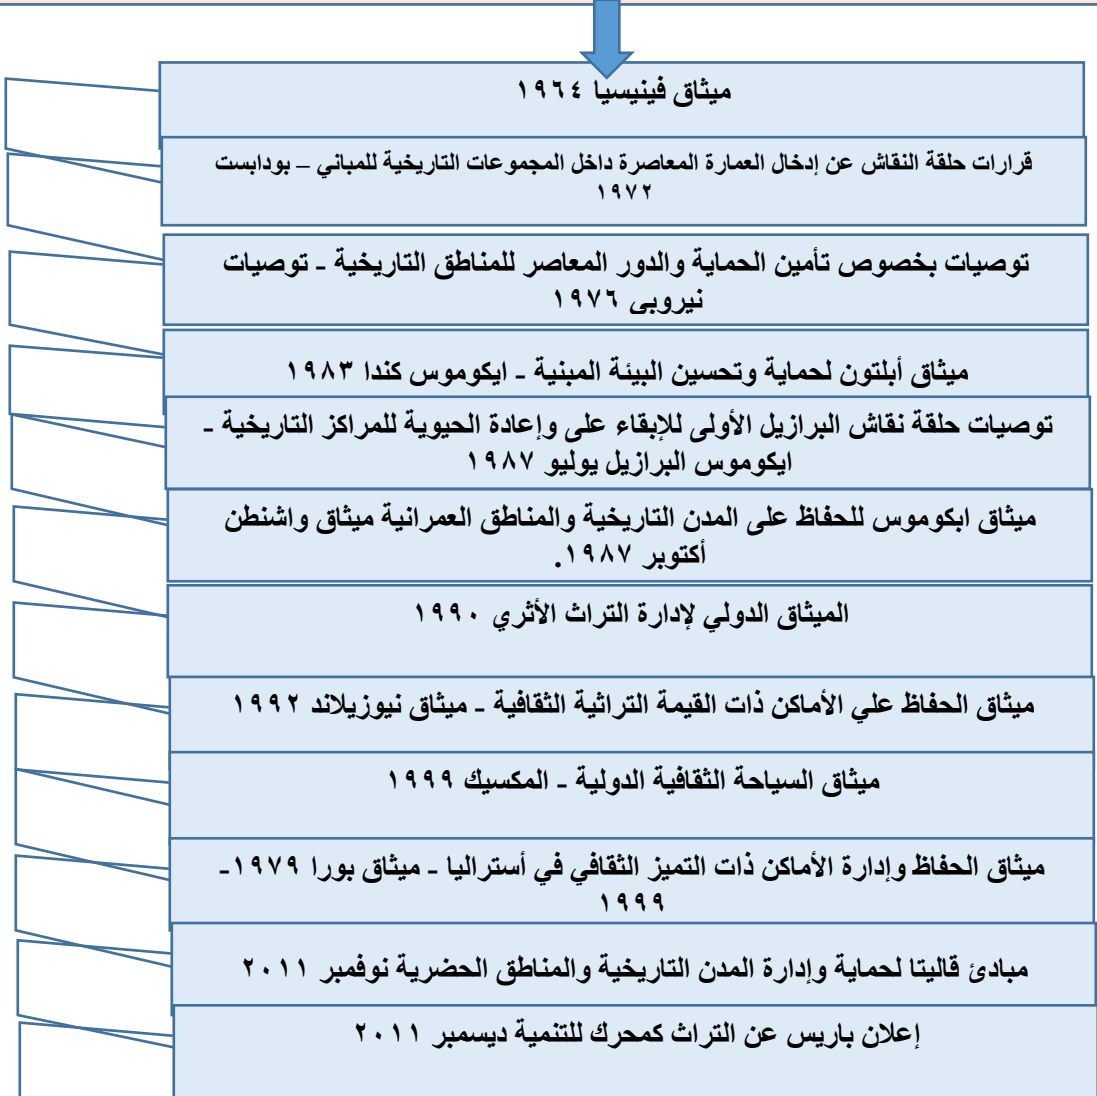 ميثاق فينيسيا ١٩٦٤
قرارات حلقة النقاش عن إدخال العمارة المعاصرة داخل المجموعات التاريخية للمباني – بودابست
١٩٧٢
توصيات بخصوص تأمين الحماية والدور المعاصر للمناطق التاريخية - توصيات
نيروبى ١٩٧٦
ميثاق أبلتون لحماية وتحسين البيئة المبنية - ايكوموس كندا ١٩٨٣
توصيات حلقة نقاش البرازيل الأولى للإبقاء على وإعادة الحيوية للمراكز التاريخية -
ايكوموس البرازيل يوليو ١٩٨٧
ميثاق ابكوموس للحفاظ على المدن التاريخية والمناطق العمرانية ميثاق واشنطن
أكتوبر ١٩٨٧.
الميثاق الدولي لإدارة التراث الأثري ١٩٩٠
ميثاق الحفاظ علي الأماكن ذات القيمة التراثية الثقافية - ميثاق نيوزيلاند ١٩٩٢
ميثاق السياحة الثقافية الدولية - المكسيك ١٩٩٩
ميثاق الحفاظ وإدارة الأماكن ذات التميز الثقافي في أستراليا - ميثاق بورا ١٩٧٩-
١٩٩٩
مبادئ قاليتا لحماية وإدارة المدن التاريخية والمناطق الحضرية نوفمبر ٢٠١١
إعلان باريس عن التراث كمحرك للتنمية ديسمبر ٢٠١١